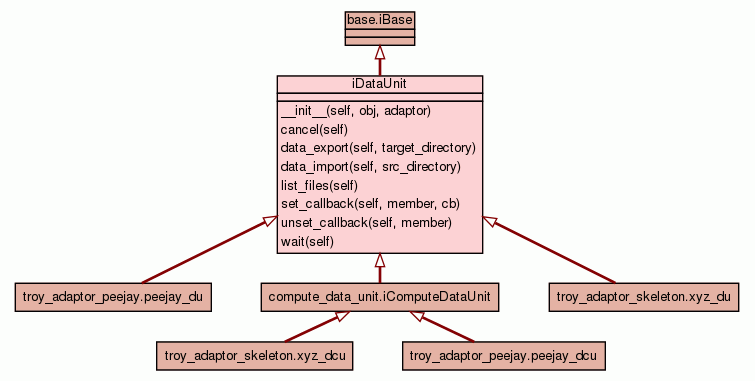 base.iBase
iDataUnit
__init__(self, obj, adaptor)
cancel(self)
data_export(self, target_directory)
data_import(self, src_directory)
list_files(self)
set_callback(self, member, cb)
unset_callback(self, member)
wait(self)
troy_adaptor_peejay.peejay_du
compute_data_unit.iComputeDataUnit
troy_adaptor_skeleton.xyz_du
troy_adaptor_skeleton.xyz_dcu
troy_adaptor_peejay.peejay_dcu